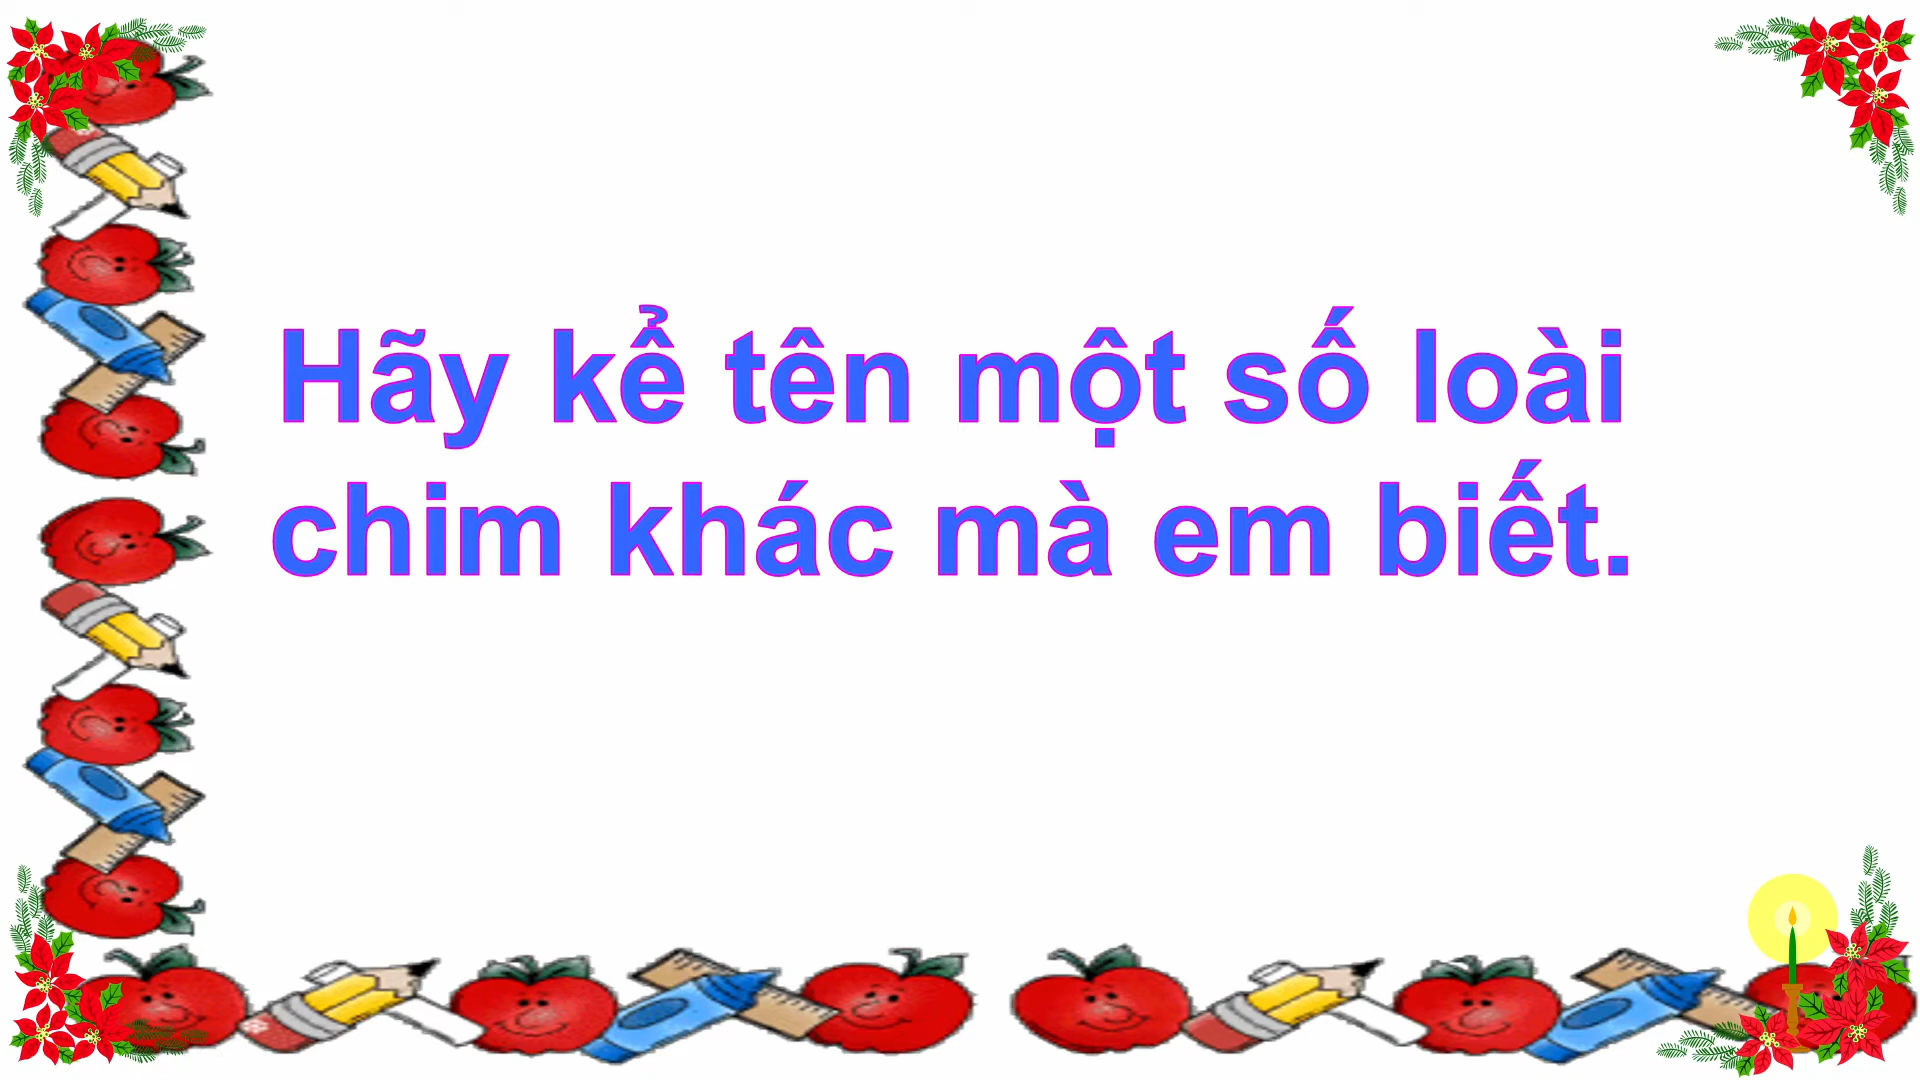 Hãy kể tên một số loài
chim khác mà em biết.